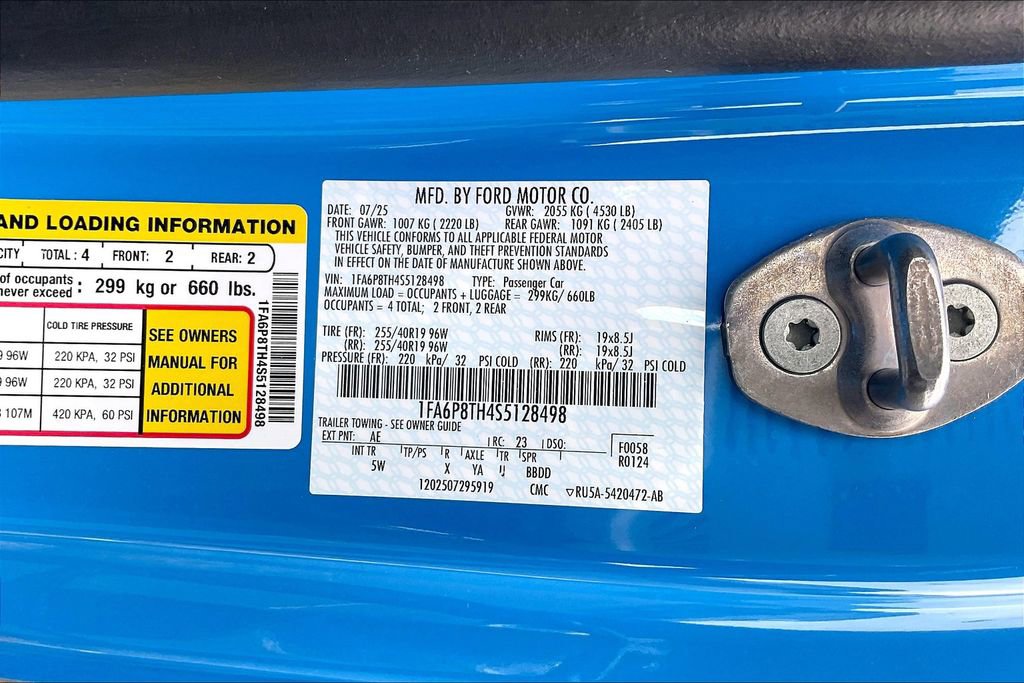 AND LOADING INFORMATION
CITY TOTAL : 4 FRONT: 2 REAR: 2
of occupants
never exceed : 299 kg or 660 lbs.
COLD TIRE PRESSURE
96W 220 KPA, 32 PSI
96W 220 KPA, 32 PSI
107M 420 KPA, 60 PSI
SEE OWNERS
MANUAL FOR
ADDITIONAL
INFORMATION
1FA6P8TH4S5128498
MFD. BY FORD MOTOR CO.
DATE: 07/25 GVWR: 2055 KG ( 4530 LB)
FRONT GAWR: 1007 KG ( 2220 LB) REAR GAWR: 1091 KG ( 2405 LB)
THIS VEHICLE CONFORMS TO ALL APPLICABLE FEDERAL MOTOR
VEHICLE SAFETY, BUMPER, AND THEFT PREVENTION STANDARDS
IN EFFECT ON THE DATE OF MANUFACTURE SHOWN ABOVE.
VIN: 1FA6P8TH4S5128498 TYPE: Passenger Car
MAXIMUM LOAD = OCCUPANTS + LUGGAGE = 299KG/ 660LB
OCCUPANTS = 4 TOTAL; 2 FRONT, 2 REAR
TIRE (FR): 255/40R19 96W RIMS (FR): 19x8.5J
(RR): 255/40R19 96W (RR): 19x8.5J
PRESSURE (FR): 220 kPa/ 32 PSI COLD (RR): 220 kPa/ 32 PSI COLD
1FA6P8TH4S5128498
TRAILER TOWING - SEE OWNER GUIDE
EXT PNT: AE RC: 23 DSO: F0058
INT TR TP/PS R AXLE TR SPR R0124
5W X YA U BBDD
1202507295919 CMC RU5A-5420472-AB